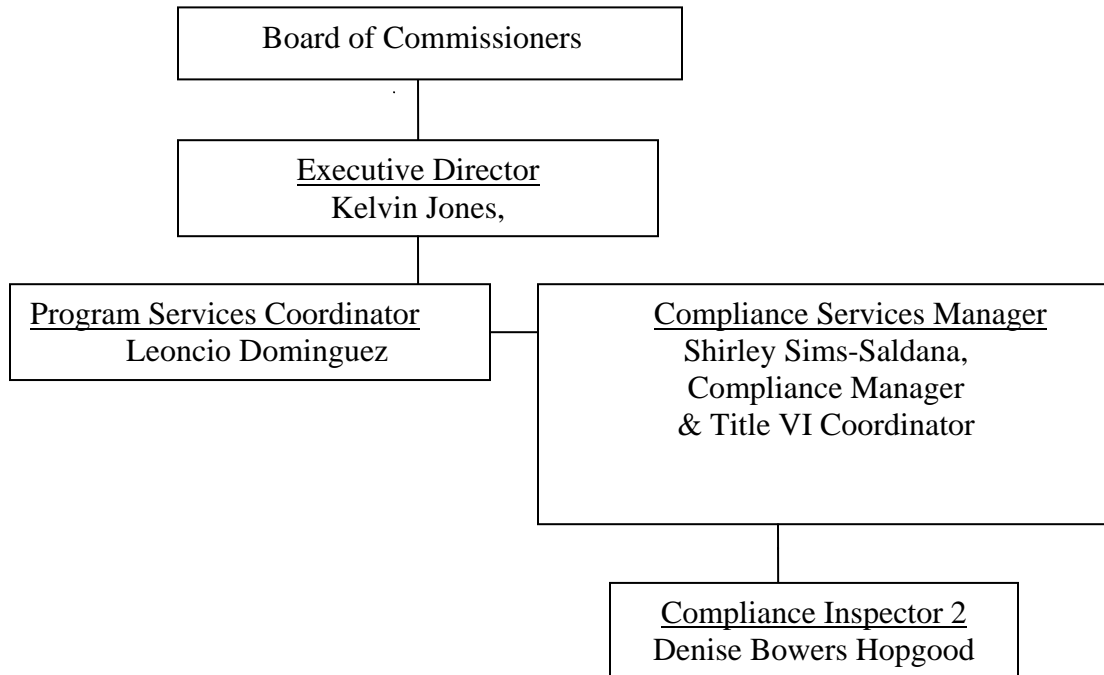 Board of Commissioners
Executive Director
Kelvin Jones,
Program Services Coordinator
Leoncio Dominguez
Compliance Services Manager
Shirley Sims-Saldana,
Compliance Manager
& Title VI Coordinator
Compliance Inspector 2
Denise Bowers Hopgood